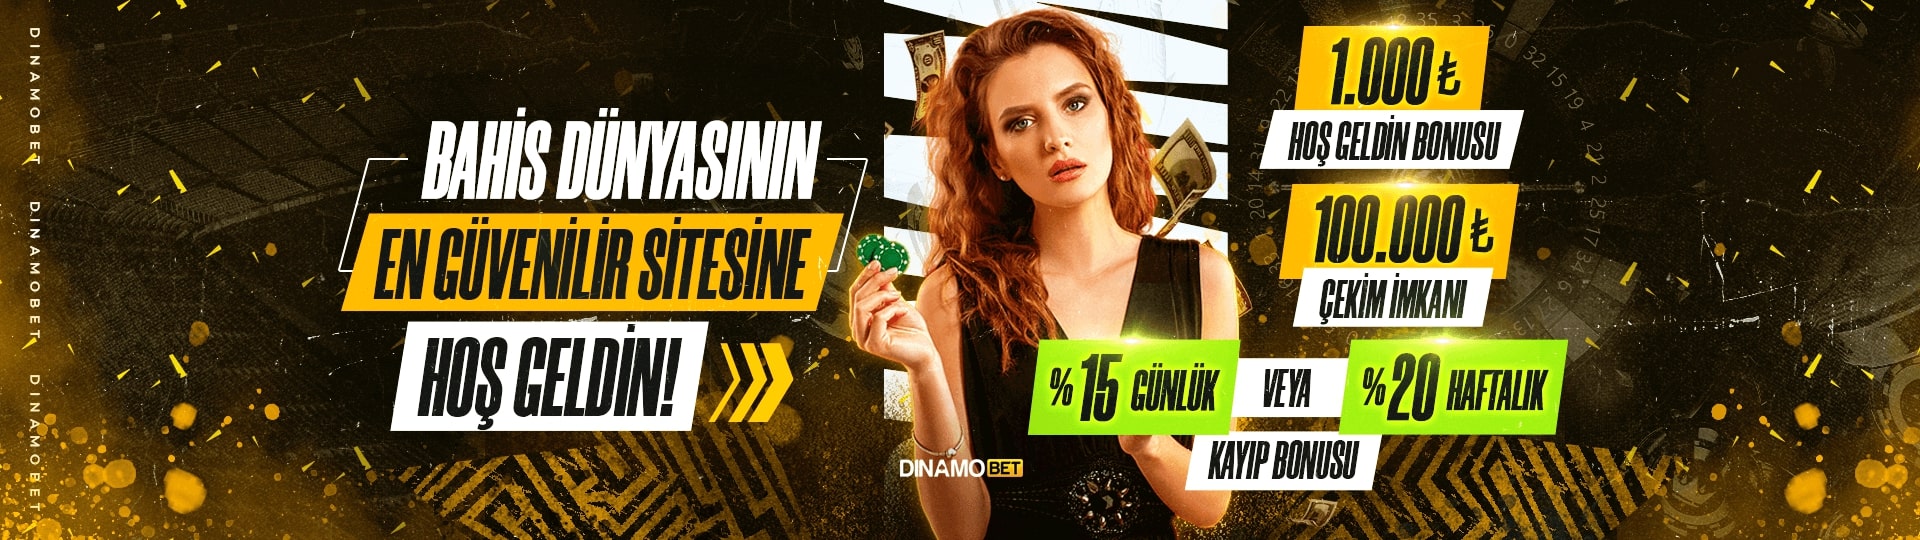 DINAMOBET
DINAMOBET
DINAMOBET
BAHİS DÜNYASININ
EN GÜVENİLİR SİTESİNE
HOŞ GELDİN!
DINAMOBET
1.000 ₺
HOŞ GELDİN BONUSU
100.000 ₺
ÇEKİM İMKANI
%15 GÜNLÜK VEYA %20 HAFTALIK
KAYIP BONUSU